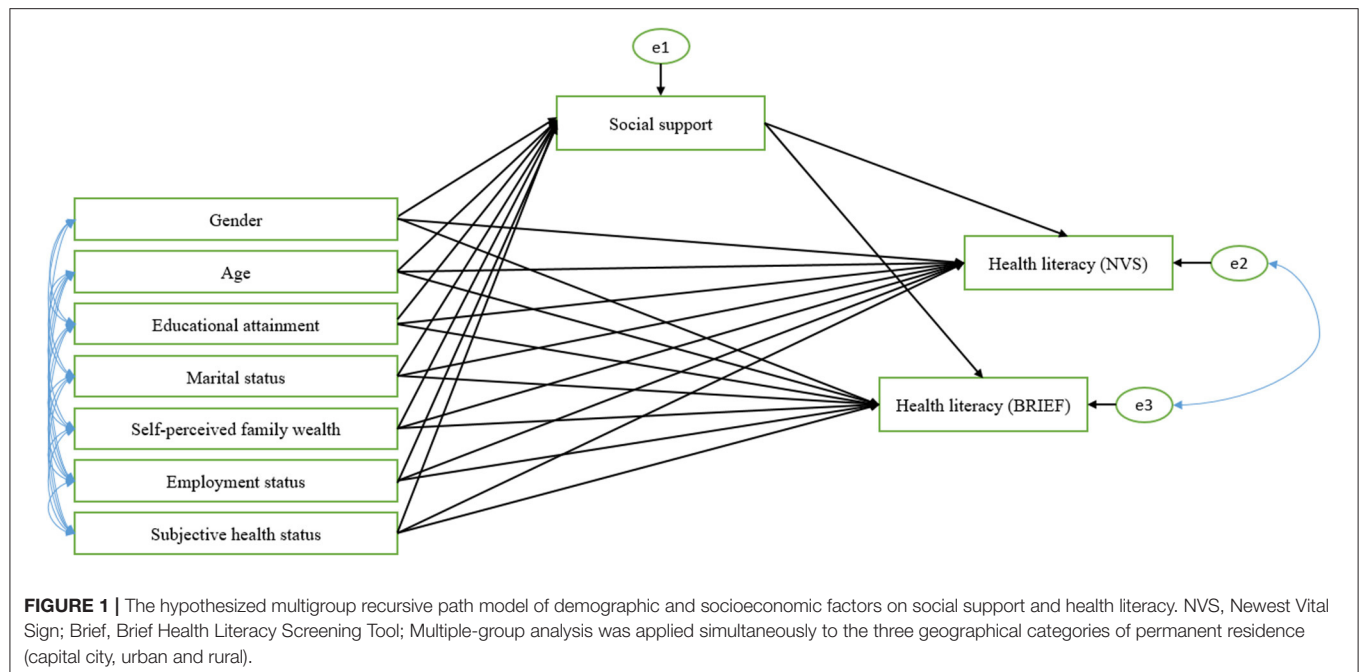 e1
Social support
Gender
Age
Educational attainment
Marital status
Self-perceived family wealth
Employment status
Subjective health status
Health literacy (NVS)
e2
Health literacy (BRIEF)
e3
FIGURE 1 | The hypothesized multigroup recursive path model of demographic and socioeconomic factors on social support and health literacy. NVS, Newest Vital
Sign; Brief, Brief Health Literacy Screening Tool; Multiple-group analysis was applied simultaneously to the three geographical categories of permanent residence
(capital city, urban and rural).